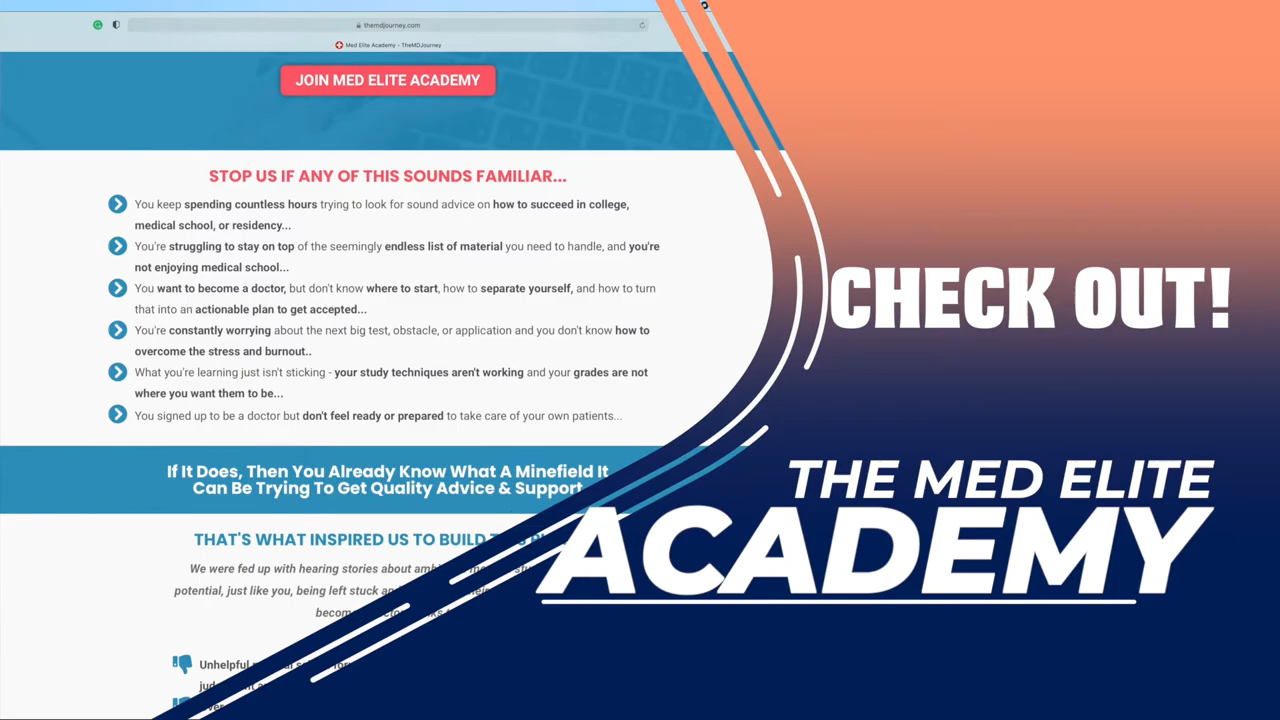 themdjourney.com
Med Elite Academy - TheMDJourney
JOIN MED ELITE ACADEMY
STOP US IF ANY OF THIS SOUNDS FAMILIAR...
You keep spending countless hours trying to look for sound advice on how to succeed in college,
medical school, or residency...
You're struggling to stay on top of the seemingly endless list of material you need to handle, and you're
not enjoying medical school...
You want to become a doctor, but don't know where to start, how to separate yourself, and how to turn
that into an actionable plan to get accepted...
You're constantly worrying about the next big test, obstacle, or application and you don't know how to
overcome the stress and burnout..
What you're learning just isn't sticking - your study techniques aren't working and your grades are not
where you want them to be...
You signed up to be a doctor but don't feel ready or prepared to take care of your own patients...
If It Does, Then You Already Know What A Minefield It
Can Be Trying To Get Quality Advice & Support
THAT'S WHAT INSPIRED US TO BUILD
We were fed up with hearing stories about
potential, just like you, being left stuck
Unhelpful
CHECK OUT!
THE MED ELITE
ACADEMY